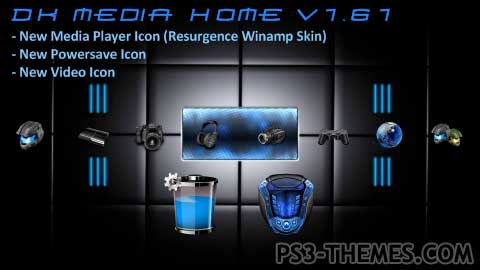 DK MEDIA HOME V1.61
- New Media Player Icon (Resurgence Winamp Skin)
- New Powersave Icon
- New Video Icon
PS3-THEMES.COM